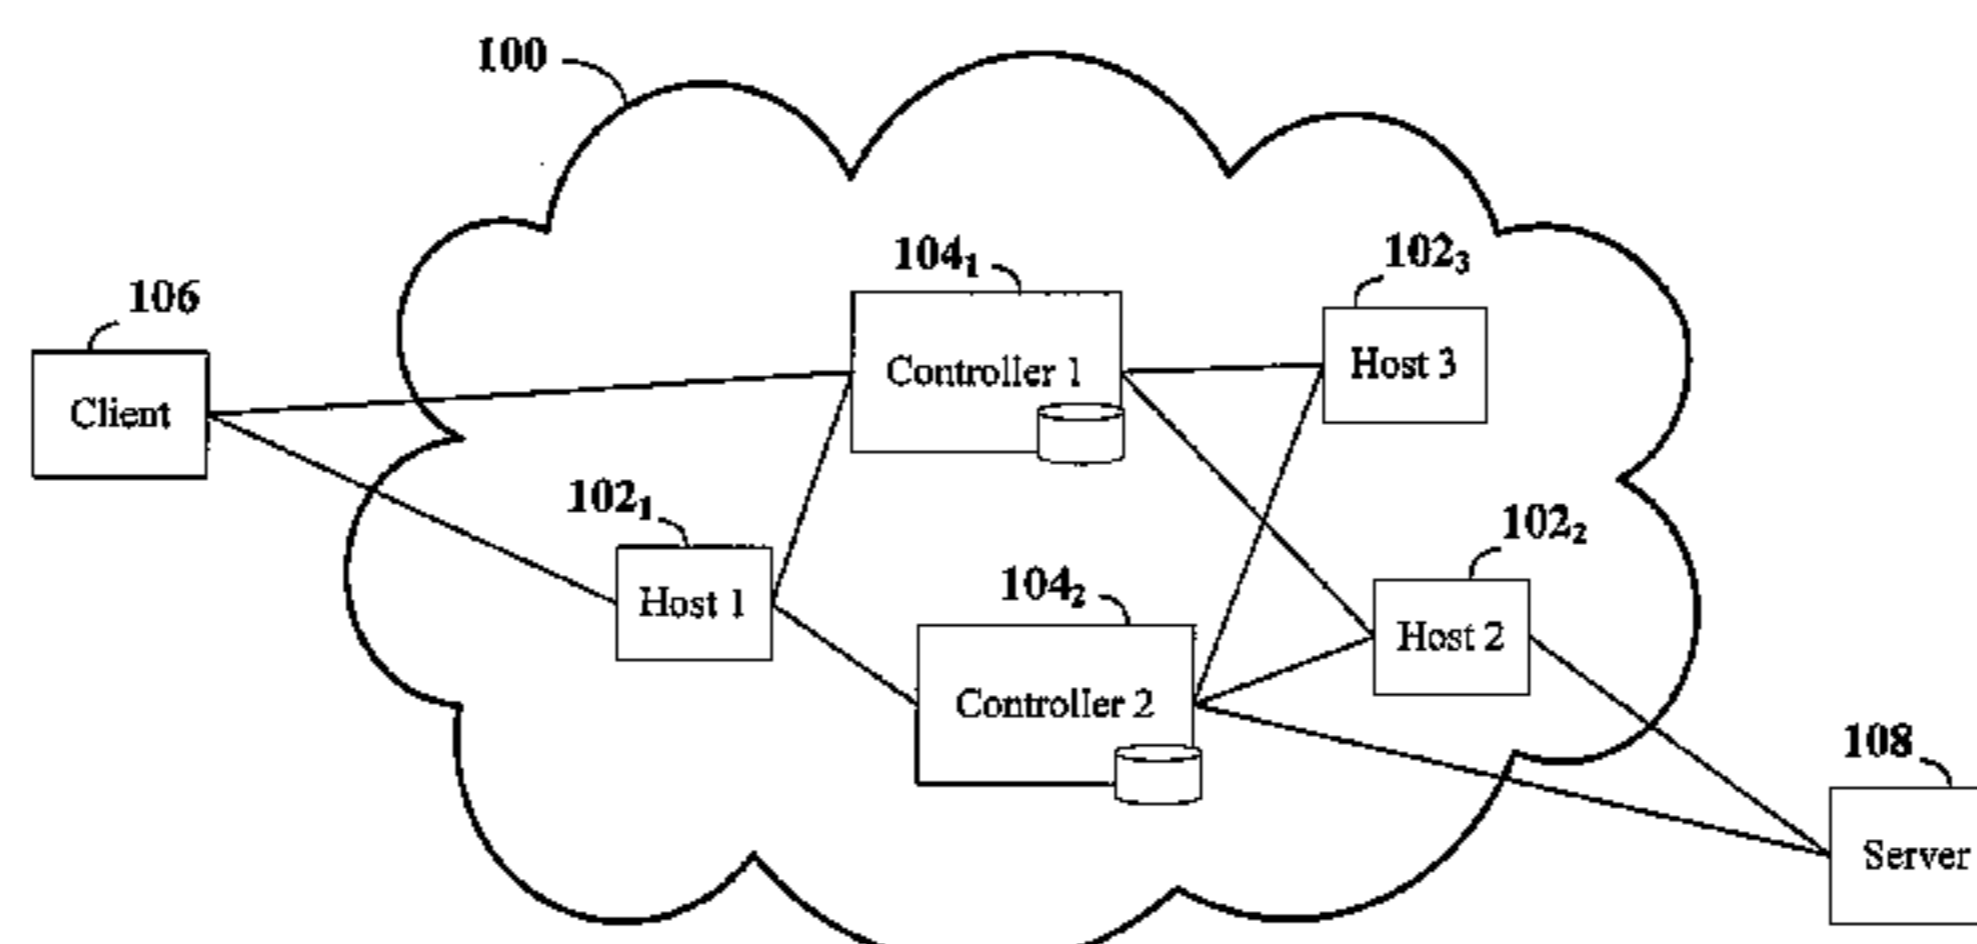 100
104₁
102₃
106
Controller 1
Host 3
Client
102₁
102₂
Host 1
104₂
Host 2
Controller 2
108
Server